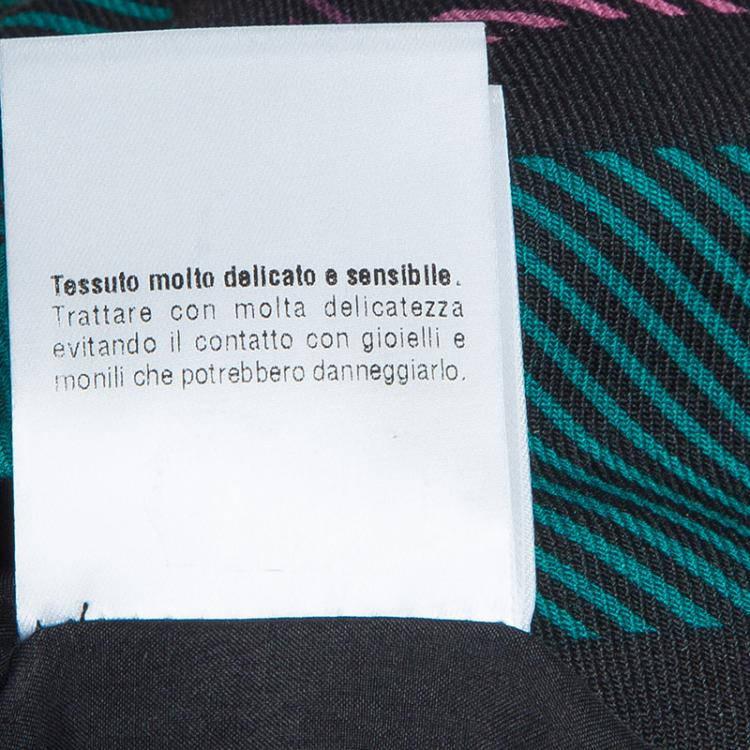 Tessuto molto delicato e sensibile.
Trattare con molta delicatezza
evitando il contatto con gioielli e
monili che potrebbero danneggiarlo.